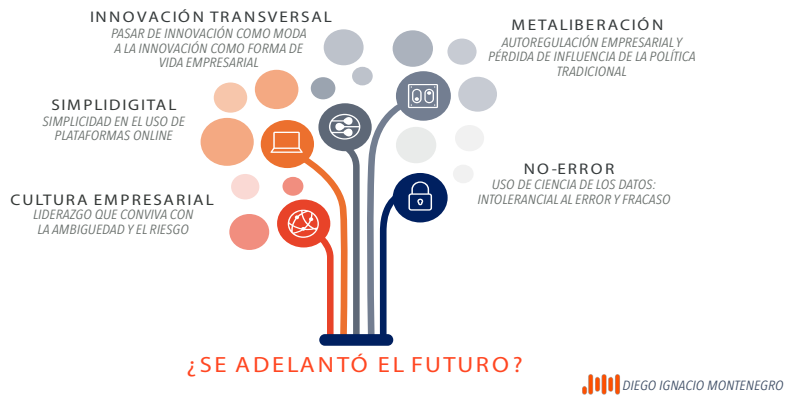 INNOVACIÓN TRANSVERSAL
PASAR DE INNOVACIÓN COMO MODA
A LA INNOVACIÓN COMO FORMA DE
VIDA EMPRESARIAL
METALIBERACIÓN
AUTOREGULACIÓN EMPRESARIAL Y
PÉRDIDA DE INFLUENCIA DE LA POLÍTICA
TRADICIONAL
SIMPLIDIGITAL
SIMPLICIDAD EN EL USO DE
PLATAFORMAS ONLINE
NO-ERROR
USO DE CIENCIA DE LOS DATOS:
INTOLERANCIAL AL ERROR Y FRACASO
CULTURA EMPRESARIAL
LIDERAZGO QUE CONVIVA CON
LA AMBIGUEDAD Y EL RIESGO
¿SE ADELANTÓ EL FUTURO?
DIEGO IGNACIO MONTENEGRO